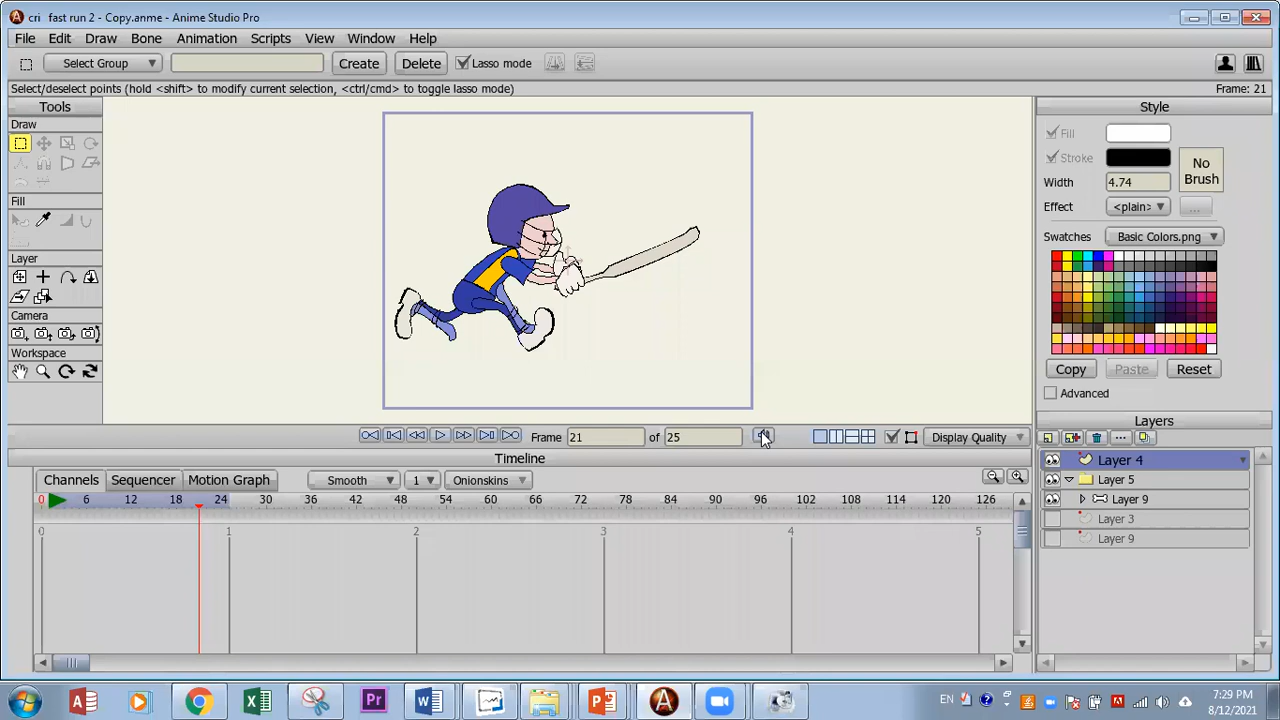 cri fast run 2 - Copy.anme - Anime Studio Pro
File Edit Draw Bone Animation Scripts View Window Help
Select Group Create Delete Lasso mode
Select/deselect points (hold <shift> to modify current selection, <ctrl/cmd> to toggle lasso mode) Frame: 21
Tools
Draw
Fill
Layer
Camera
Workspace
Style
Fill
Stroke
No Brush
Width 4.74
Effect <plain> ...
Swatches Basic Colors.png
Copy Paste Reset
Advanced
Layers
Layer 4
Layer 5
Layer 9
Layer 3
Layer 9
Frame 21 of 25 Display Quality
Timeline
Channels Sequencer Motion Graph Smooth 1 Onionskins
0 6 12 18 24 30 36 42 48 54 60 66 72 78 84 90 96 102 108 114 120 126
0 1 2 3 4 5
EN 7:29 PM
8/12/2021